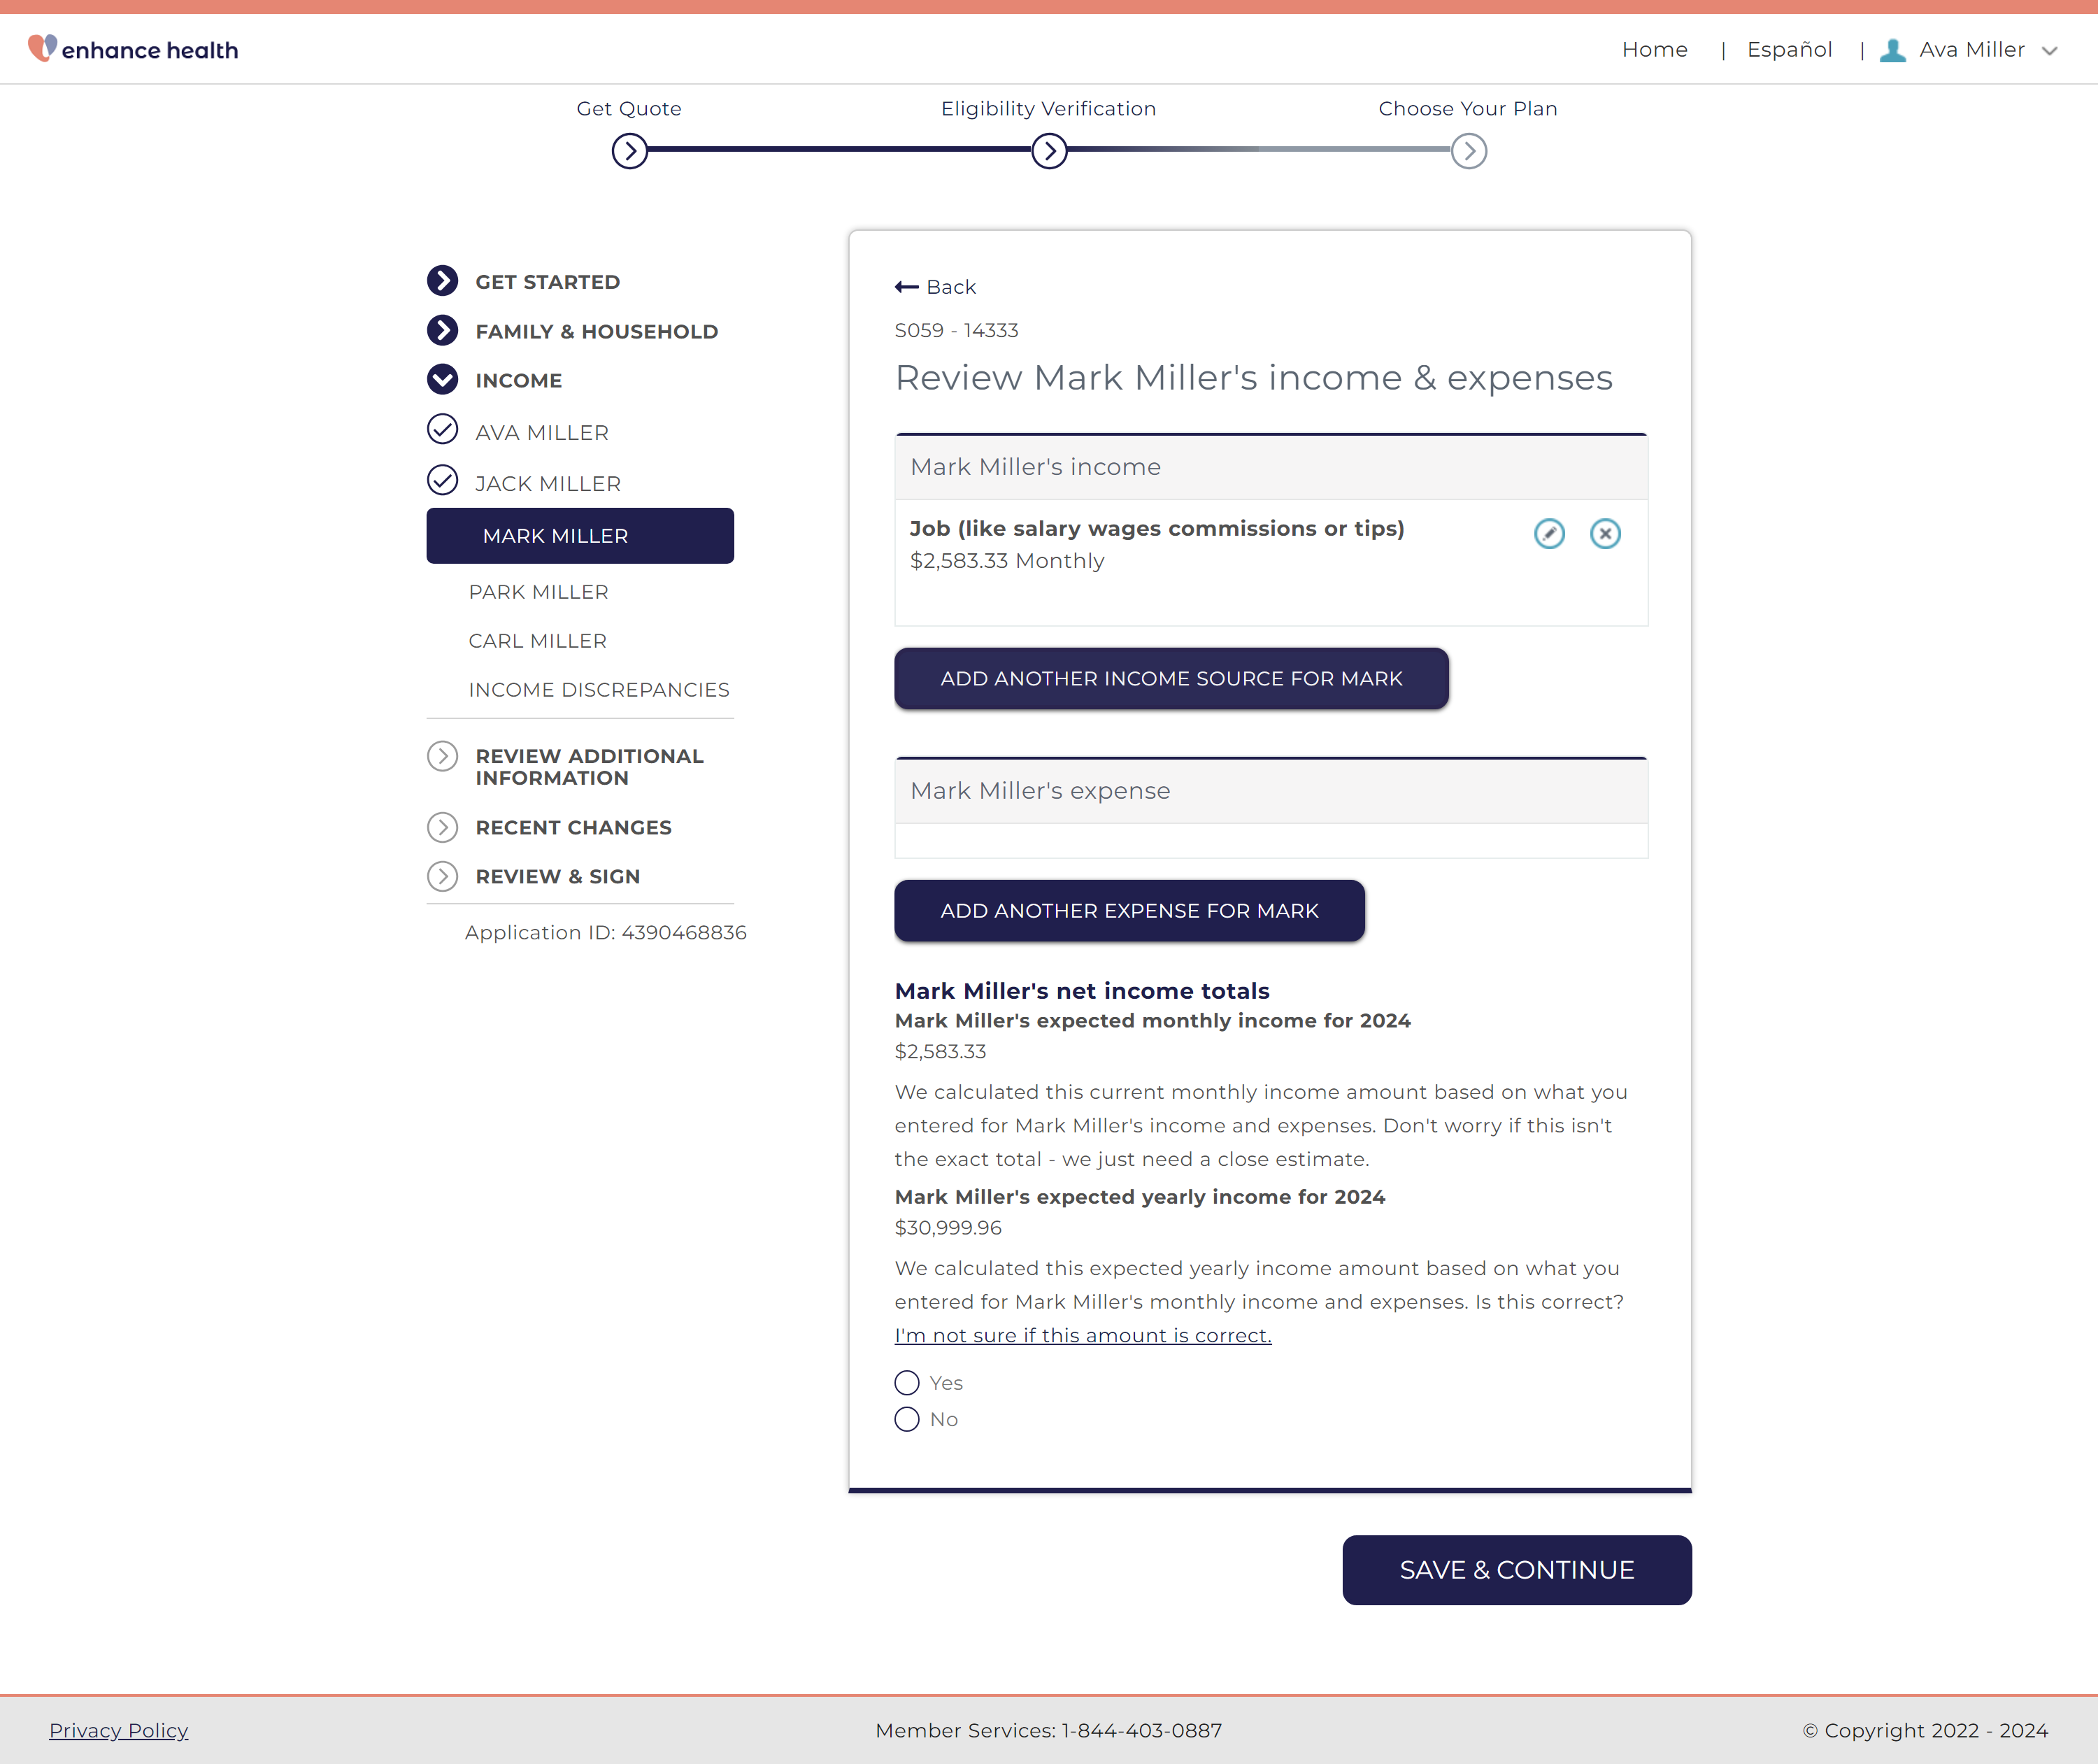 enhance health
Home | Español | Ava Miller
Get Quote
Eligibility Verification
Choose Your Plan
GET STARTED
FAMILY & HOUSEHOLD
INCOME
AVA MILLER
JACK MILLER
MARK MILLER
PARK MILLER
CARL MILLER
INCOME DISCREPANCIES
REVIEW ADDITIONAL
INFORMATION
RECENT CHANGES
REVIEW & SIGN
Application ID: 4390468836
Back
S059 - 14333
Review Mark Miller's income & expenses
Mark Miller's income
Job (like salary wages commissions or tips)
$2,583.33 Monthly
ADD ANOTHER INCOME SOURCE FOR MARK
Mark Miller's expense
ADD ANOTHER EXPENSE FOR MARK
Mark Miller's net income totals
Mark Miller's expected monthly income for 2024
$2,583.33
We calculated this current monthly income amount based on what you
entered for Mark Miller's income and expenses. Don't worry if this isn't
the exact total - we just need a close estimate.
Mark Miller's expected yearly income for 2024
$30,999.96
We calculated this expected yearly income amount based on what you
entered for Mark Miller's monthly income and expenses. Is this correct?
I'm not sure if this amount is correct.
Yes
No
SAVE & CONTINUE
Privacy Policy
Member Services: 1-844-403-0887
© Copyright 2022 - 2024